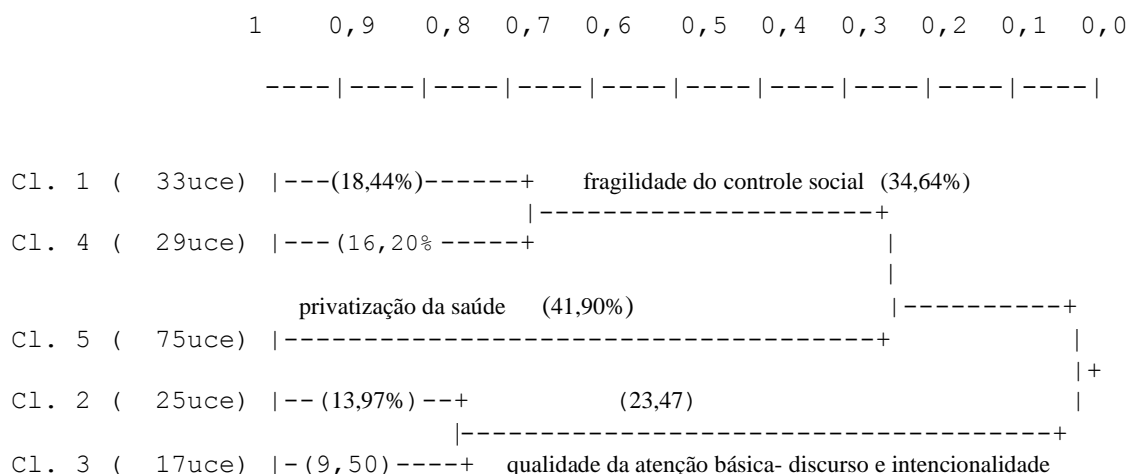 1 0,9 0,8 0,7 0,6 0,5 0,4 0,3 0,2 0,1 0,0
----|----|----|----|----|----|----|----|----|----|
Cl. 1 ( 33uce) |---(18,44%)------+ fragilidade do controle social (34,64%)
|---------------------+
Cl. 4 ( 29uce) |---(16,20% -----+ |
|
privatização da saúde (41,90%) |----------+
Cl. 5 ( 75uce) |-------------------------------------+ |
|+
Cl. 2 ( 25uce) |--(13,97%)--+ (23,47) |
|-------------------------------------+
Cl. 3 ( 17uce) |-(9,50)----+ qualidade da atenção básica- discurso e intencionalidade